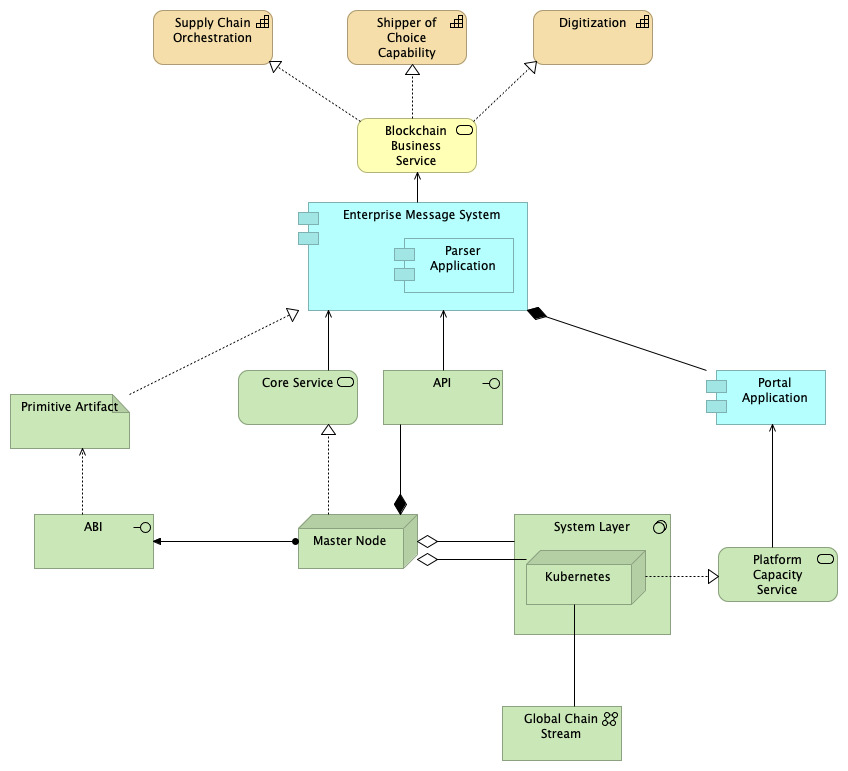 Supply Chain
Orchestration
Shipper of
Choice
Capability
Digitization
Blockchain
Business
Service
Enterprise Message System
Parser
Application
Primitive Artifact
Core Service
API
Portal
Application
ABI
Master Node
System Layer
Kubernetes
Platform
Capacity
Service
Global Chain
Stream